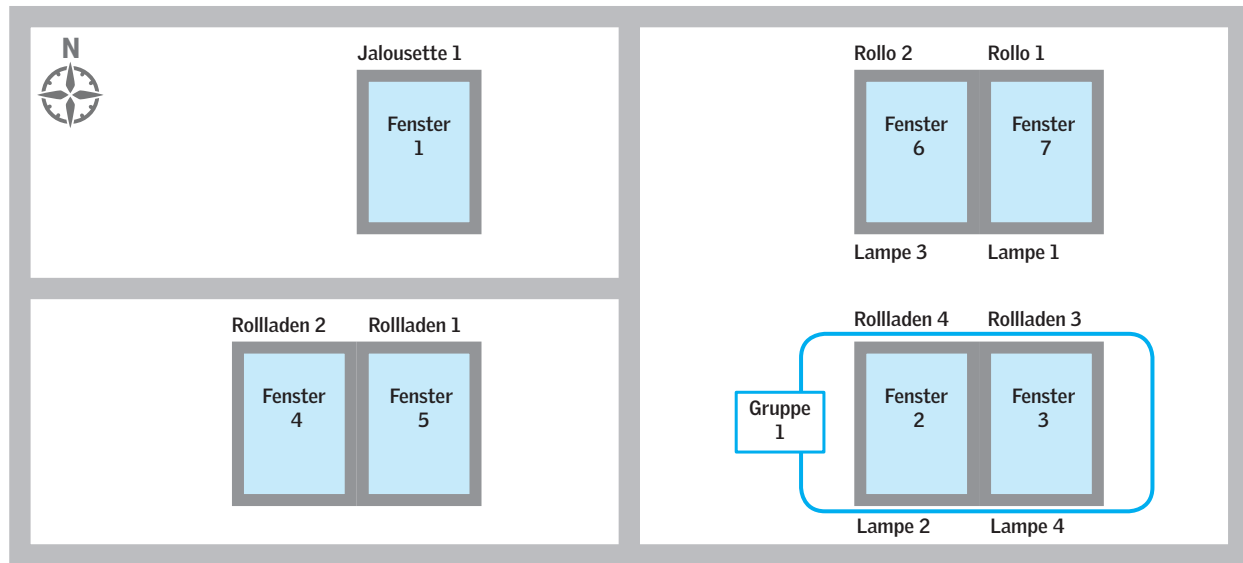 N
Jalousette 1
Fenster
1
Rollo 2 Rollo 1
Fenster
6
Fenster
7
Lampe 3 Lampe 1
Rollladen 2 Rollladen 1
Fenster
4
Fenster
5
Rollladen 4 Rollladen 3
Gruppe
1
Fenster
2
Fenster
3
Lampe 2 Lampe 4